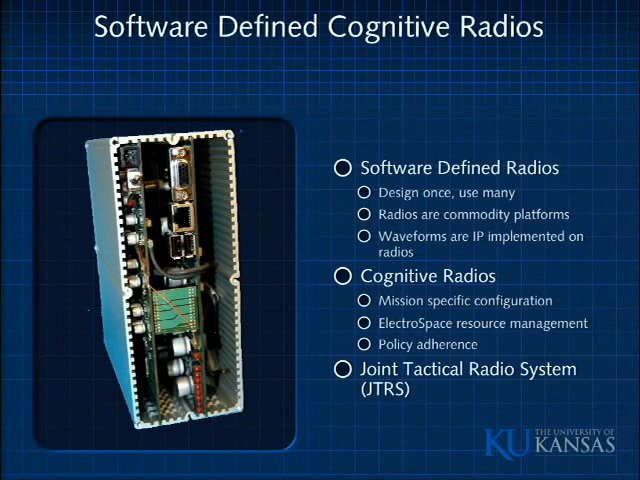 Software Defined Cognitive Radios
Software Defined Radios
Design once, use many
Radios are commodity platforms
Waveforms are IP implemented on
radios
Cognitive Radios
Mission specific configuration
ElectroSpace resource management
Policy adherence
Joint Tactical Radio System
(JTRS)
KU THE UNIVERSITY OF
KANSAS